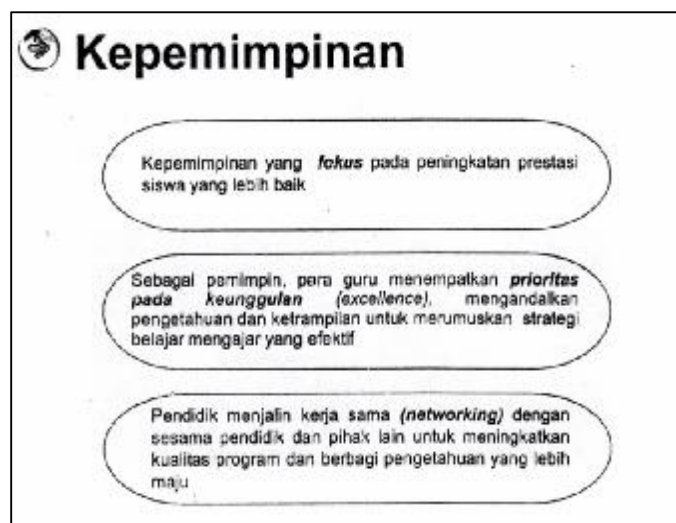 Kepemimpinan
Kepemimpinan yang fokus pada peningkatan prestasi
siswa yang lebih baik
Sebagai pemimpin, para guru menempatkan prioritas
pada keunggulan (excellence), mengandalkan
pengetahuan dan ketrampilan untuk merumuskan strategi
belajar mengajar yang efektif
Pendidik menjalin kerja sama (networking) dengan
sesama pendidik dan pihak lain untuk meningkatkan
kualitas program dan berbagi pengetahuan yang lebih
maju